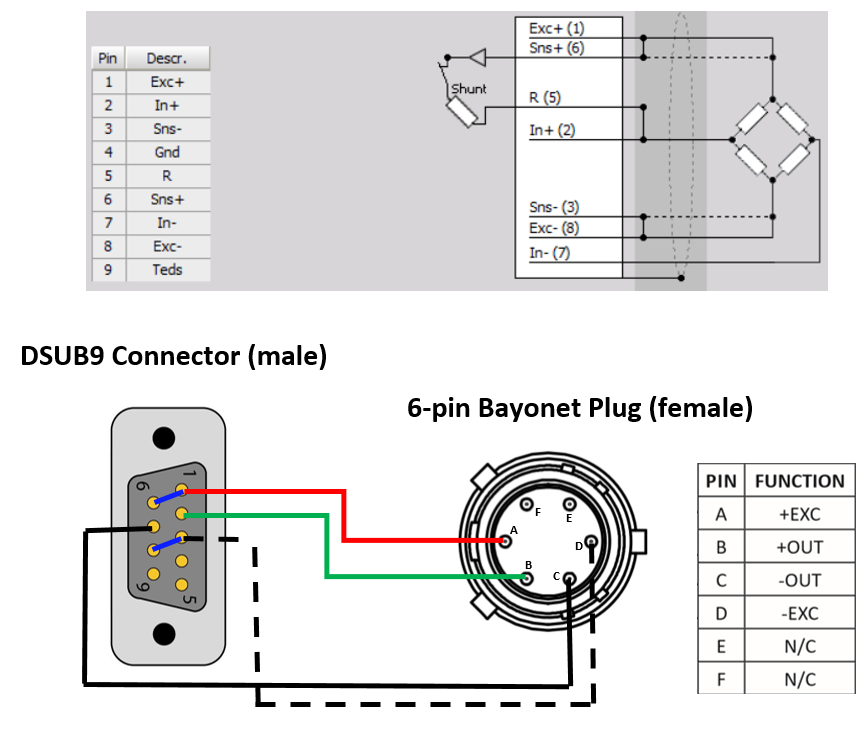 Pin Descr.
1 Exc+
2 In+
3 Sns-
4 Gnd
5 R
6 Sns+
7 In-
8 Exc-
9 Teds
Shunt
Exc+ (1)
Sns+ (6)
R (5)
In+ (2)
Sns- (3)
Exc- (8)
In- (7)
DSUB9 Connector (male)
6-pin Bayonet Plug (female)
1
6
9
5
F
E
A
D
B
C
PIN FUNCTION
A +EXC
B +OUT
C -OUT
D -EXC
E N/C
F N/C